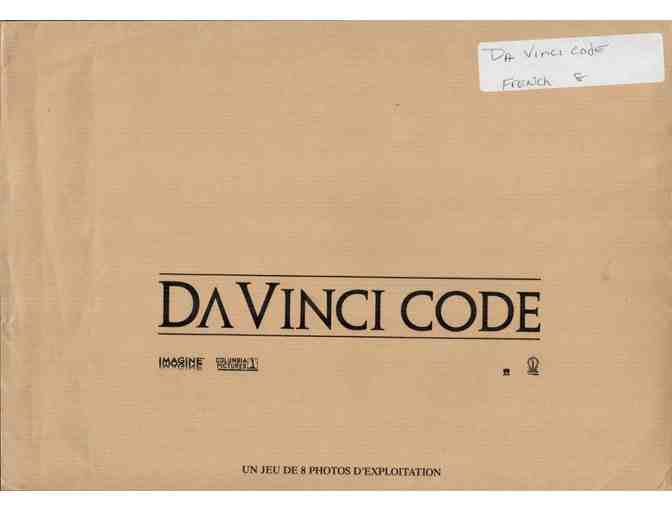 DA VINCI CODE
FRENCH 8
DA VINCI CODE
IMAGINE
COLUMBIA
PICTURES
UN JEU DE 8 PHOTOS D'EXPLOITATION